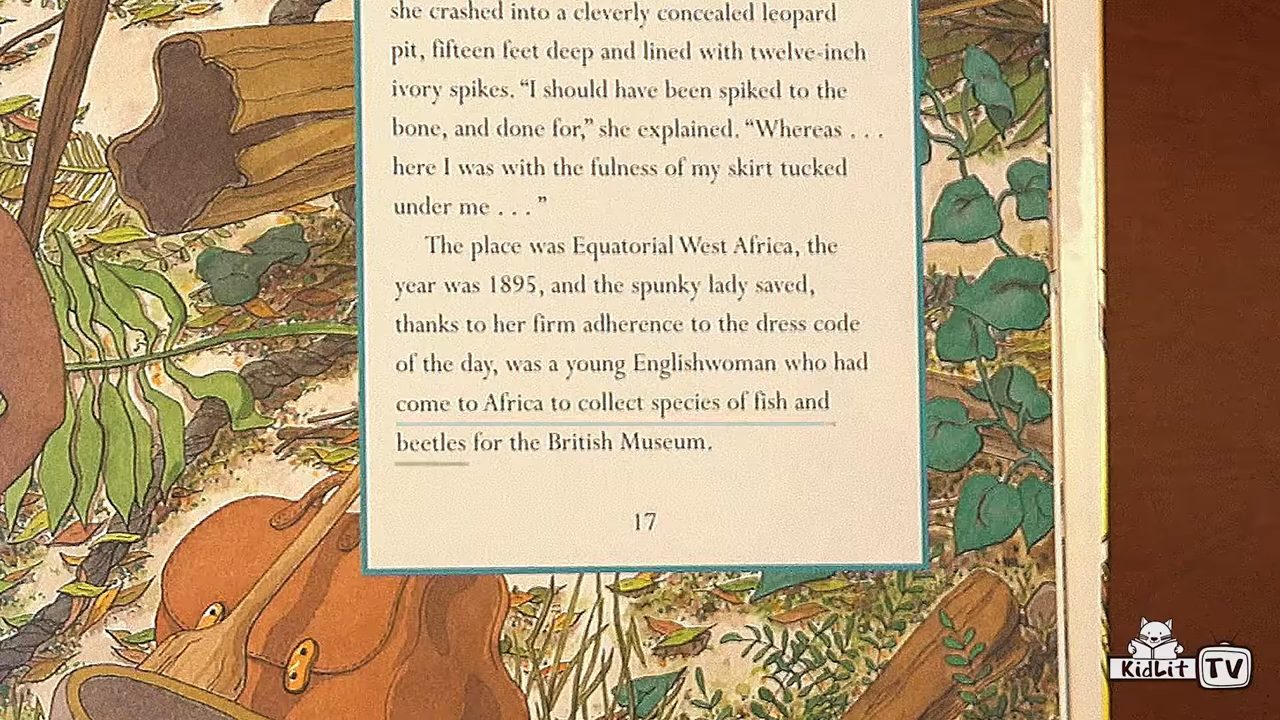 she crashed into a cleverly concealed leopard
pit, fifteen feet deep and lined with twelve-inch
ivory spikes. “I should have been spiked to the
bone, and done for,” she explained. “Whereas . . .
here I was with the fulness of my skirt tucked
under me . . . ”
The place was Equatorial West Africa, the
year was 1895, and the spunky lady saved,
thanks to her firm adherence to the dress code
of the day, was a young Englishwoman who had
come to Africa to collect species of fish and
beetles for the British Museum.
17
KidLit TV